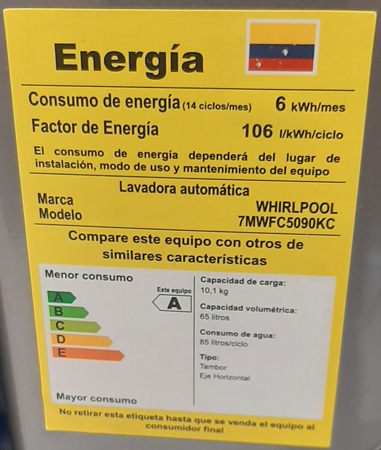 Energía
Consumo de energía (14 ciclos/mes) 6 kWh/mes
Factor de Energía 106 l/kWh/ciclo
El consumo de energía dependerá del lugar de
instalación, modo de uso y mantenimiento del equipo
Lavadora automática
Marca WHIRLPOOL
Modelo 7MWFC5090KC
Compare este equipo con otros de
similares características
Menor consumo
A
B
C
D
E
Mayor consumo
Este equipo
A
Capacidad de carga:
10,1 kg
Capacidad volumétrica:
65 litros
Consumo de agua:
85 litros/ciclo
Tipo:
Tambor
Eje Horizontal
No retirar esta etiqueta hasta que se venda el equipo al
consumidor final